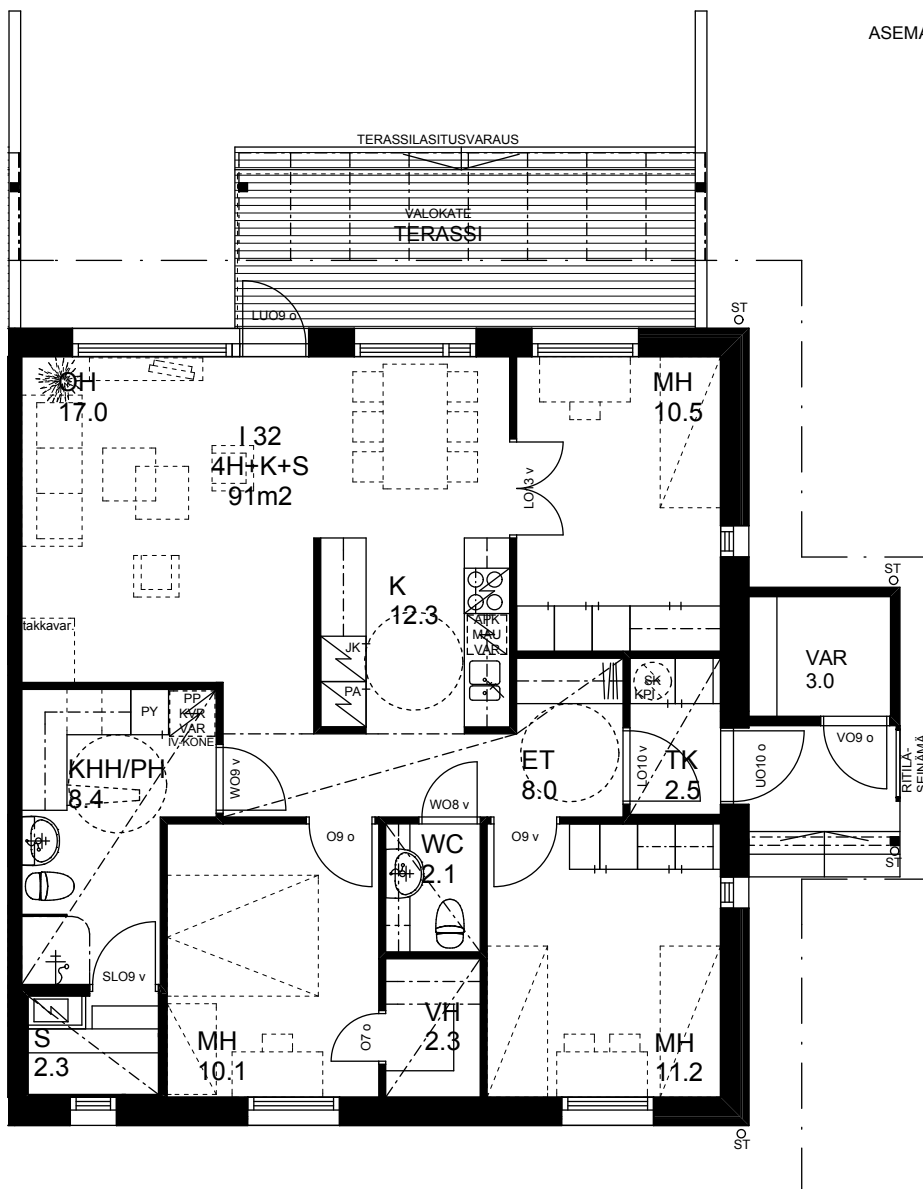 ASEMA
TERASSILASITUSVARAUS
VALOKATE
TERASSI
LUO9 o
ST
OH
17.0
I 32
4H+K+S
91m2
MH
10.5
LO13 v
K
12.3
APK
MAU
VAR
JK
PA
takkavar
ST
VAR
3.0
SK
KPI
PY
PP
KVR
VAR
IV-KONE
KHH/PH
8.4
WO9 v
ET
8.0
LO10 v
TK
2.5
UO10 o
VO9 o
RITILÄ-
SEINÄMÄ
WO8 v
O9 o
WC
2.1
O9 v
ST
SLO9 v
S
2.3
MH
10.1
O7 o
VH
2.3
MH
11.2
ST